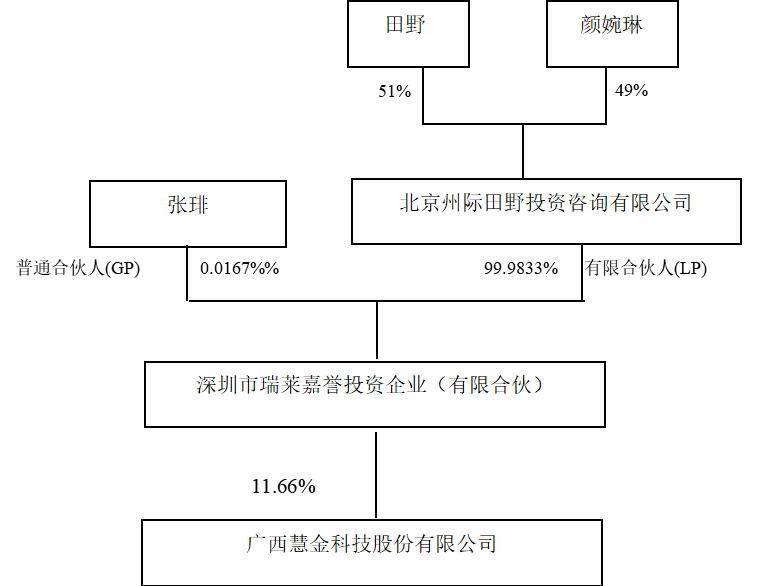 田野
颜婉琳
51%
49%
张琲
北京州际田野投资咨询有限公司
普通合伙人(GP)
0.0167%%
99.9833%
有限合伙人(LP)
深圳市瑞莱嘉誉投资企业（有限合伙）
11.66%
广西慧金科技股份有限公司